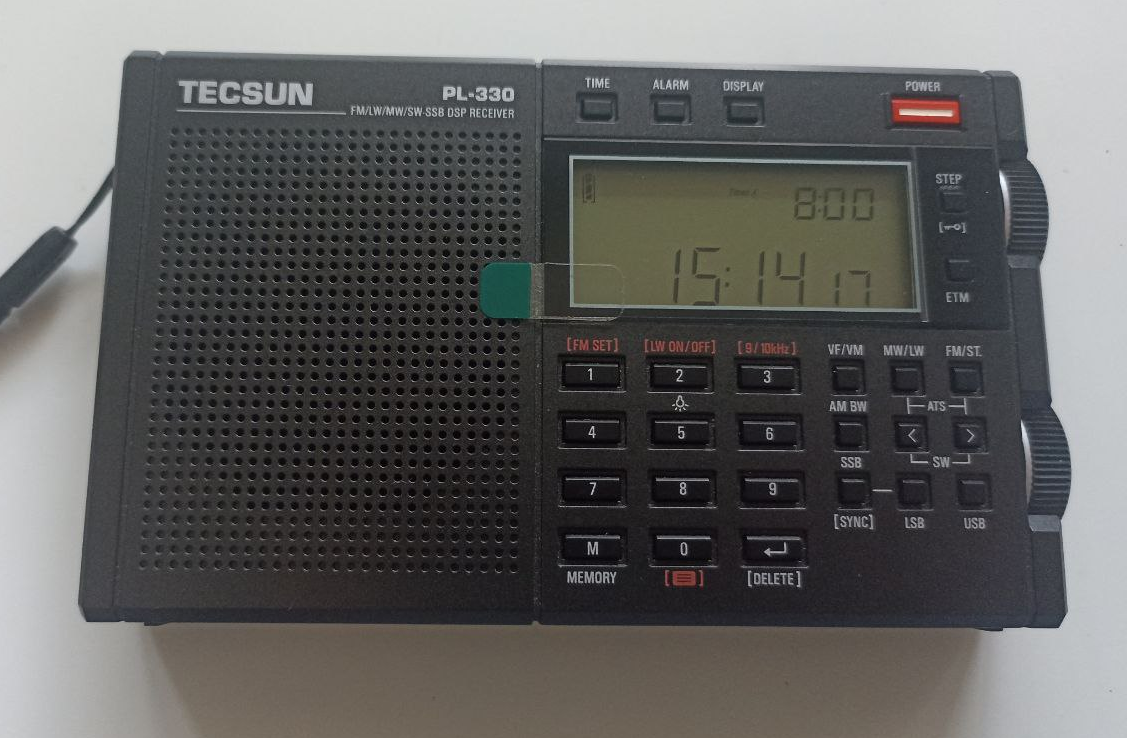 TECSUN
PL-330
FM/LW/MW/SW-SSB DSP RECEIVER
TIME ALARM DISPLAY POWER
8:00
15:14 17
STEP
ETM
[FM SET] [LW ON/OFF] [9/10kHz] VF/VM MW/LW FM/ST.
1 2 3
AM BW ATS
4 5 6 < >
SSB SW
7 8 9
[SYNC] LSB USB
M 0
MEMORY [DELETE]